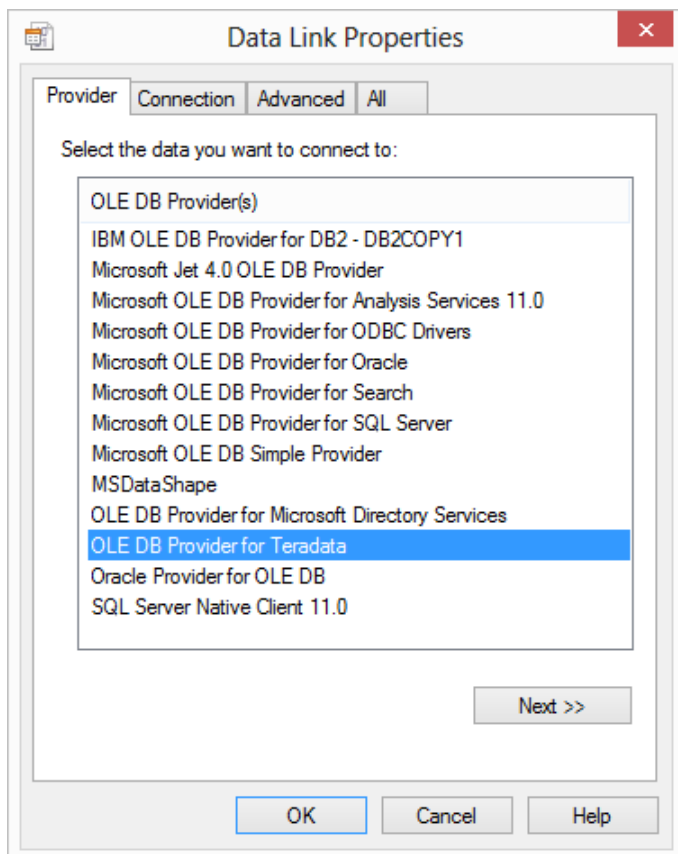 Data Link Properties
Provider Connection Advanced All
Select the data you want to connect to:
OLE DB Provider(s)
IBM OLE DB Provider for DB2 - DB2COPY1
Microsoft Jet 4.0 OLE DB Provider
Microsoft OLE DB Provider for Analysis Services 11.0
Microsoft OLE DB Provider for ODBC Drivers
Microsoft OLE DB Provider for Oracle
Microsoft OLE DB Provider for Search
Microsoft OLE DB Provider for SQL Server
Microsoft OLE DB Simple Provider
MSDataShape
OLE DB Provider for Microsoft Directory Services
OLE DB Provider for Teradata
Oracle Provider for OLE DB
SQL Server Native Client 11.0
Next >>
OK Cancel Help